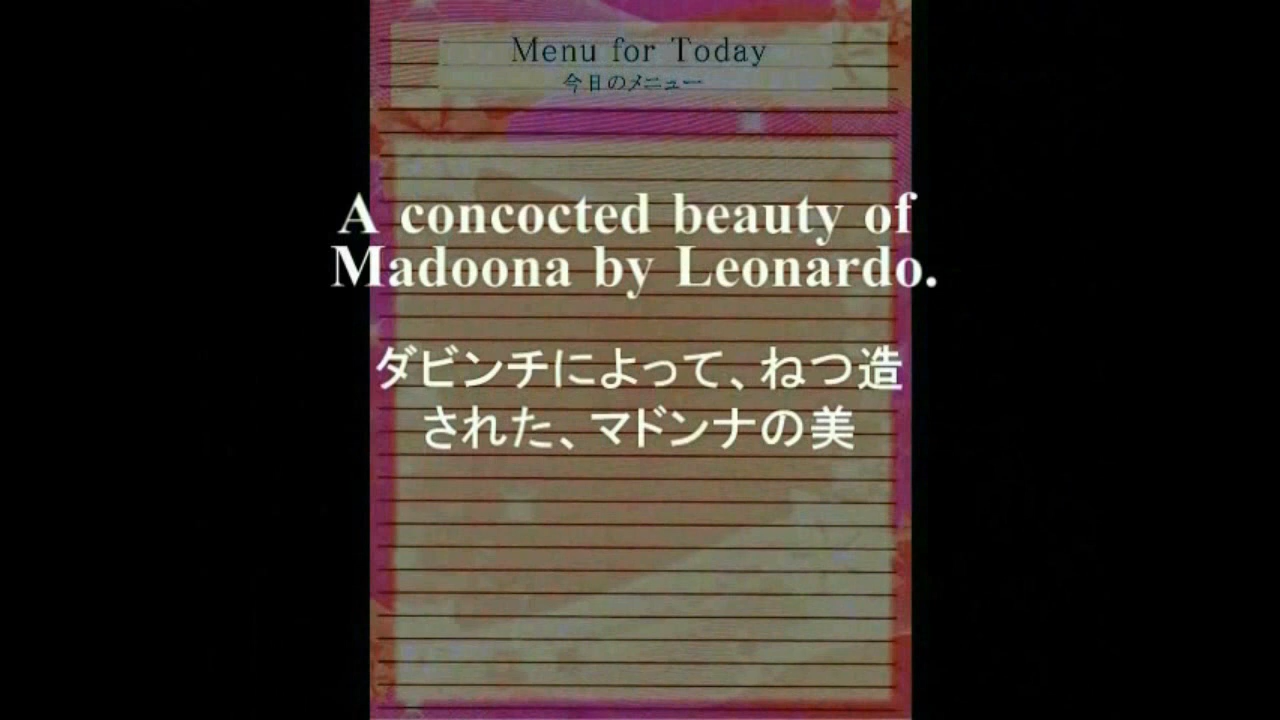 Menu for Today
今日のメニュー
A concocted beauty of
Madoona by Leonardo.
ダビンチによって、ねつ造
された、マドンナの美